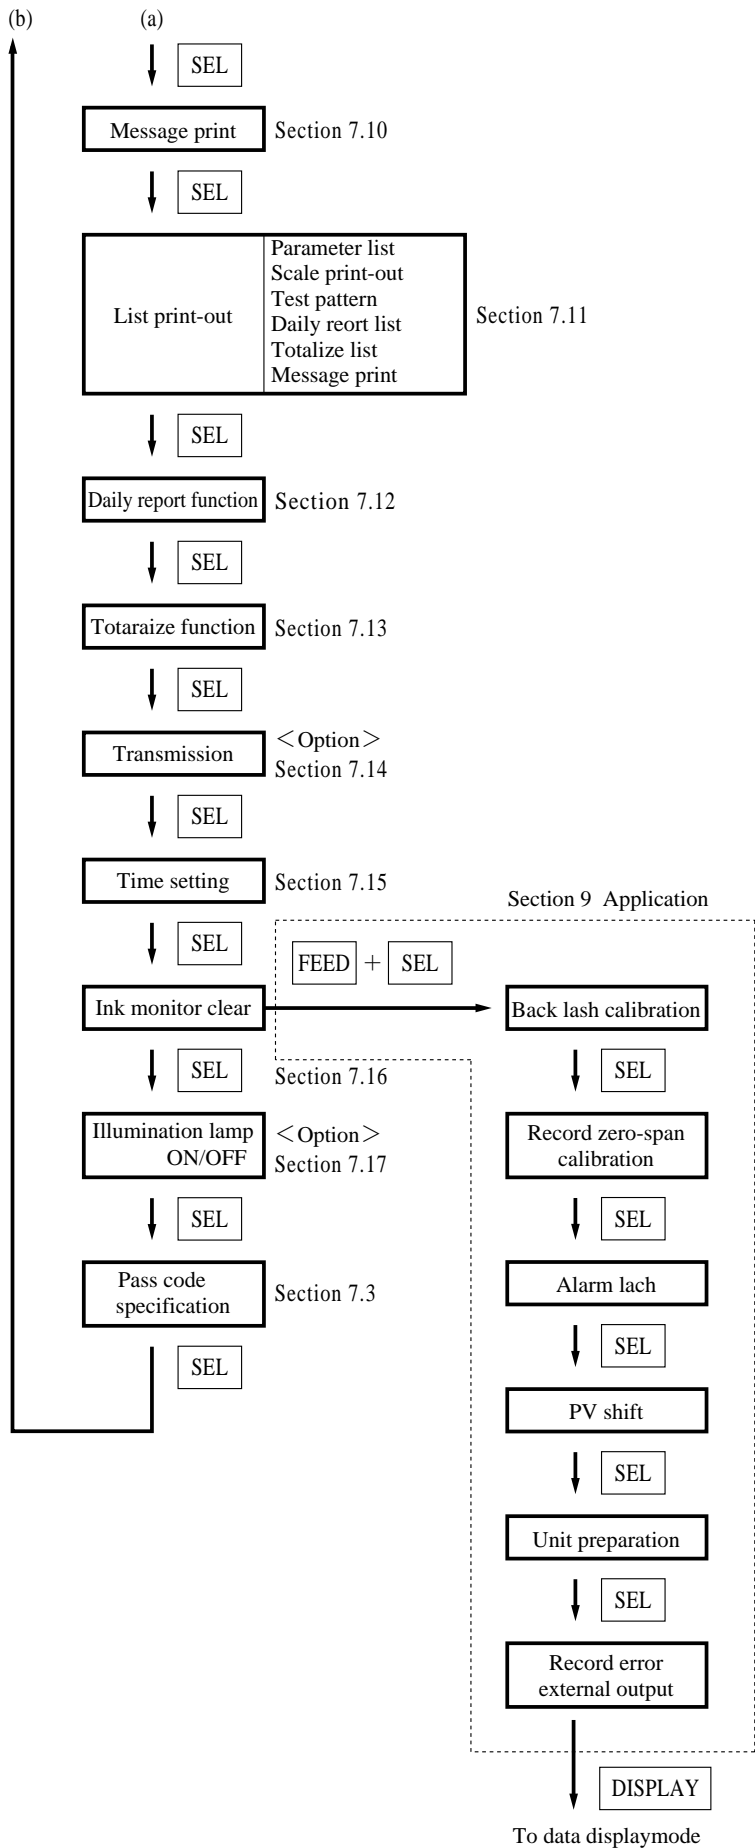 (b)
(a)
SEL
Message print
Section 7.10
SEL
List print-out
Parameter list
Scale print-out
Test pattern
Daily reort list
Totalize list
Message print
Section 7.11
SEL
Daily report function
Section 7.12
SEL
Totaraize function
Section 7.13
SEL
Transmission
<Option>
Section 7.14
SEL
Time setting
Section 7.15
SEL
Ink monitor clear
SEL
Section 7.16
Illumination lamp
ON/OFF
<Option>
Section 7.17
SEL
Pass code
specification
Section 7.3
SEL
Section 9 Application
FEED + SEL
Back lash calibration
SEL
Record zero-span
calibration
SEL
Alarm lach
SEL
PV shift
SEL
Unit preparation
SEL
Record error
external output
DISPLAY
To data displaymode